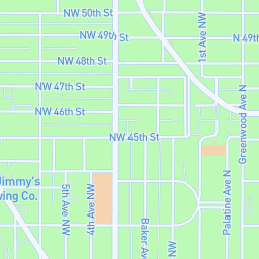 NW 50th St
NW 49th St
N 49th
1st Ave NW
NW 48th St
NW 47th St
NW 46th St
NW 45th St
Greenwood Ave N
Jimmy's
ving Co.
5th Ave NW
4th Ave NW
Baker Av
NW
Palatine Ave N